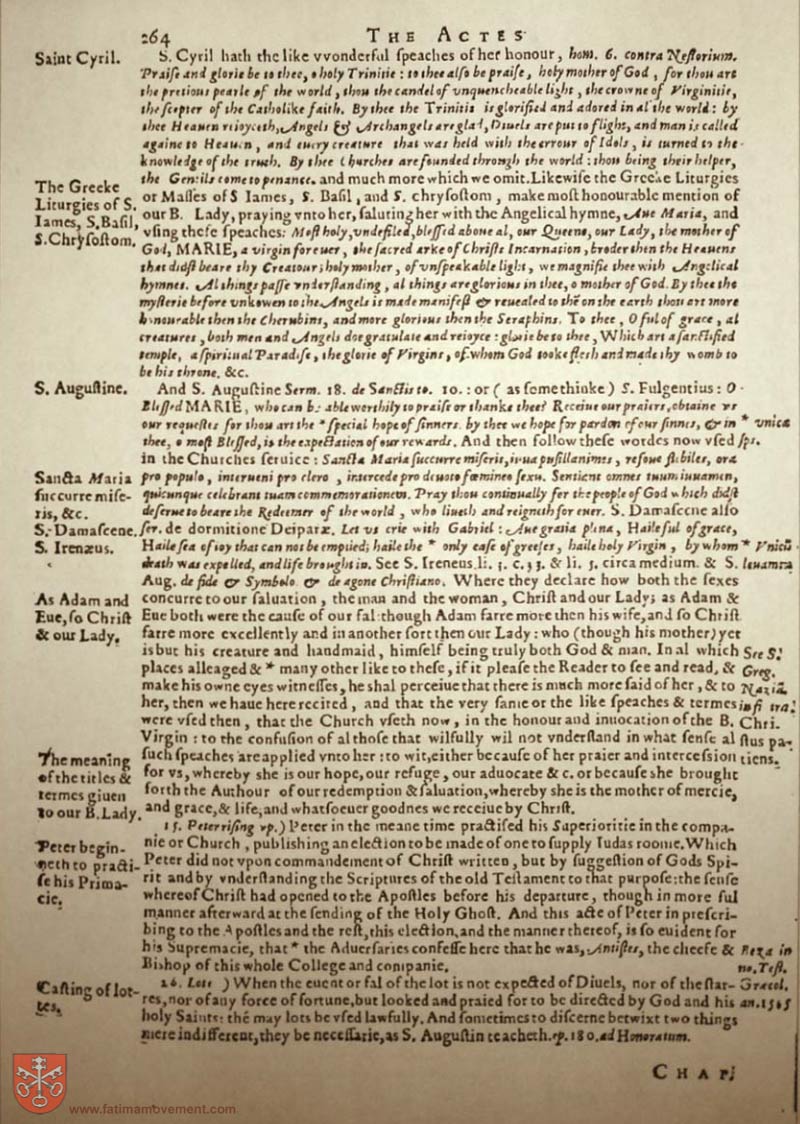 264 THE ACTES
Saint Cyril.
S. Cyril hath the like vvonderful ſpeaches of her honour, hom. 6. contra Neſtorium.
Praiſe and glorie be to thee, o holy Trinitie: to thee alſo be praiſe, holy mother of God, for thou art
the pretious pearle of the world, thou the candel of vnquencheable light, the crowne of Virginitie,
the ſcepter of the Catholike faith. By thee the Trinitie is glorified and adored in al the world: by
thee Heauen reioyceth, Angels & Archangels are glad, Diuels are put to flight, and man is called
againe to Heauen, and euery creature that was held with the errour of Idols, is turned to the
knowledge of the truth. By thee Churches are founded through the world: thou being their helper,
the Gentils come to penance. and much more which we omit. Likewiſe the Greeke Liturgies
The Greeke
Liturgies of S.
Iames, S. Baſil,
S. Chryſoſtom.
or Maſſes of S Iames, S. Baſil, and S. chryſoſtom, make moſt honourable mention of
our B. Lady, praying vnto her, ſaluting her with the Angelical hymne, Aue Maria, and
vſing theſe ſpeaches: Moſt holy, vndefiled, bleſſed aboue al, our Queene, our Lady, the mother of
God, MARIE, a virgin for euer, the ſacred arke of Chriſts Incarnation, broder then the Heauens
that didſt beare thy Creatour; holy mother, of vnſpeakable light, we magnifie thee with Angelical
hymnes. Al things paſſe vnderſtanding, al things are glorious in thee, o mother of God. By thee the
myſterie before vnkowen to the Angels is made manifeſt & reuealed to thē on the earth thou art more
honourable then the Cherubins, and more glorious then the Seraphins. To thee, O ful of grace, al
creatures, both men and Angels doe gratulate and reioyce: glorie be to thee, Which art a ſanctified
temple, a ſpiritual Paradiſe, the glorie of Virgins, of whom God tooke fleſh and made thy womb to
be his throne. &c.
S. Auguſtine.
And S. Auguſtine Serm. 18. de Sanctis to. 10.: or (as ſome thinke) S. Fulgentius: O
Bleſſed MARIE, who can be able worthily to praiſe or thanke thee? Receiue our praiers, obtaine vs
our requeſtes for thou art the * ſpecial hope of ſinners. by thee we hope for pardon of our ſinnes, & in * vnica
thee, o moſt Bleſſed, is the expectation of our rewards. And then follow theſe wordes now vſed ſpes.
Sancta Maria
ſuccurre miſe-
ris, &c.
in the Churches ſeruice: Sancta Maria ſuccurre miſeris, iuua puſillanimes, refoue flebiles, ora
pro populo, interueni pro clero, intercede pro deuoto fœmineo ſexu. Sentiant omnes tuum iuuamen,
quicunque celebrant tuam commemorationem. Pray thou continually for the people of God which didſt
deſerue to beare the Redeemer of the world, who liueth and reigneth for euer. S. Damaſcene alſo
S. Damaſcene.
S. Irenæus.
ſer. de dormitione Deiparæ. Let vs crie with Gabriel: Aue gratia plena, Haile ful of grace,
Haile ſea of ioy that can not be emptied; haile the * only eaſe of greefes, haile holy Virgin, by whom * Vnicū
death was expelled, and life brought in. See S. Ireneus li. 3. c. 33. & li. 5. circa medium. & S. leuamen
Aug. de fide & Symbolo & de agone Chriſtiano. Where they declare how both the ſexes
As Adam and
Eue, ſo Chriſt
& our Lady.
concurre to our ſaluation, the man and the woman, Chriſt and our Lady; as Adam &
Eue both were the cauſe of our fal: though Adam farre more then his wife, and ſo Chriſt
farre more excellently and in another ſort then our Lady: who (though his mother) yet
is but his creature and handmaid, himſelf being truly both God & man. In al which
places alleaged & * many other like to theſe, if it pleaſe the Reader to ſee and read, &
make his owne eyes witneſſes, he shal perceiue that there is much more ſaid of her, & to
her, then we haue here recited, and that the very ſame or the like ſpeaches & termes
were vſed then, that the Church vſeth now, in the honour and inuocation of the B.
Virgin: to the confuſion of al thoſe that wilfully wil not vnderſtand in what ſenſe al
See S.
Greg.
Naziā.
in fi tra.
Chri.
ſtus pa-
tiens.
The meaning
of the titles &
termes giuen
to our B. Lady.
ſuch ſpeaches are applied vnto her: to wit, either becauſe of her praier and interceſsion
for vs, whereby she is our hope, our refuge, our aduocate &c. or becauſe she brought
forth the Authour of our redemption & ſaluation, whereby she is the mother of mercie,
and grace, & life, and whatſoeuer goodnes we receiue by Chriſt.
Peter begin-
neth to practi-
ſe his Prima-
cie.
15. Peter riſing vp.) Peter in the meane time practiſed his Superioritie in the compa-
nie or Church, publishing an election to be made of one to ſupply Iudas roome. Which
Peter did not vpon commandement of Chriſt written, but by ſuggeſtion of Gods Spi-
rit and by vnderſtanding the Scriptures of the old Teſtament to that purpoſe: the ſenſe
whereof Chriſt had opened to the Apoſtles before his departure, though in more ful
manner afterward at the ſending of the Holy Ghoſt. And this acte of Peter in preſcri-
bing to the Apoſtles and the reſt, this election, and the manner thereof, is ſo euident for
his Supremacie, that * the Aduerſaries confeſſe here that he was, Antiſtes, the cheefe &
Bishop of this whole College and companie.
Beza in
no. Teſt.
Græcol.
an. 1565
Caſting of lot-
tes.
26. Lots ) When the euent or fal of the lot is not expected of Diuels, nor of the ſtar-
res, nor of any force of fortune, but looked and praied for to be directed by God and his
holy Saints: thē may lots be vſed lawfully. And ſometimes to diſcerne betwixt two things
mere indifferent, they be neceſſarie, as S. Auguſtin teacheth. ep. 180. ad Honoratum.
CHAP.
www.fatimamovement.com